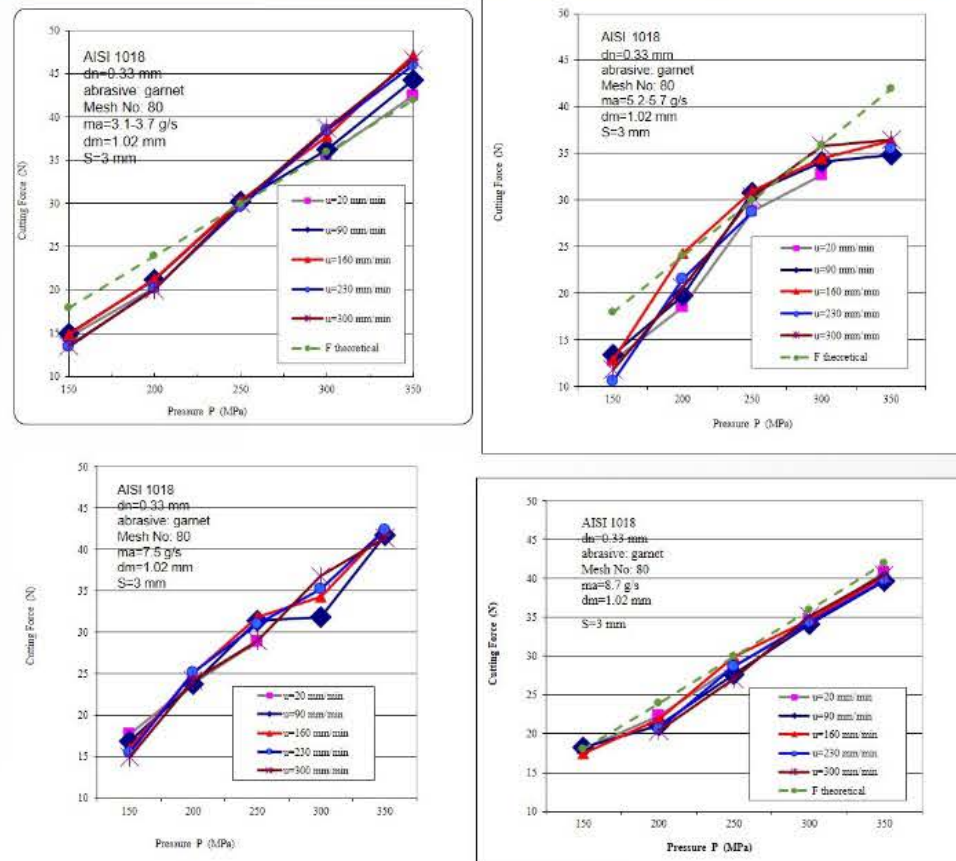 50
45
40
35
30
25
20
15
10
Cutting Force (N)
AISI 1018
dn=0.33 mm
abrasive: garnet
Mesh No: 80
ma=3.1-3.7 g/s
dm=1.02 mm
S=3 mm
u=20 mm/min
u=90 mm/min
u=160 mm/min
u=230 mm/min
u=300 mm/min
F theoretical
150 200 250 300 350
Pressure P (MPa)
50
45
40
35
30
25
20
15
10
Cutting Force (N)
AISI 1018
dn=0.33 mm
abrasive: garnet
Mesh No: 80
ma=5.2-5.7 g/s
dm=1.02 mm
S=3 mm
u=20 mm/min
u=90 mm/min
u=160 mm/min
u=230 mm/min
u=300 mm/min
F theoretical
150 200 250 300 350
Pressure P (MPa)
50
45
40
35
30
25
20
15
10
Cutting Force (N)
AISI 1018
dn=0.33 mm
abrasive: garnet
Mesh No: 80
ma=7.5 g/s
dm=1.02 mm
S=3 mm
u=20 mm/min
u=90 mm/min
u=160 mm/min
u=230 mm/min
u=300 mm/min
150 200 250 300 350
Pressure P (MPa)
50
45
40
35
30
25
20
15
10
Cutting Force (N)
AISI 1018
dn=0.33 mm
abrasive: garnet
Mesh No: 80
ma=8.7 g/s
dm=1.02 mm
S=3 mm
u=20 mm/min
u=90 mm/min
u=160 mm/min
u=230 mm/min
u=300 mm/min
F theoretical
150 200 250 300 350
Pressure P (MPa)